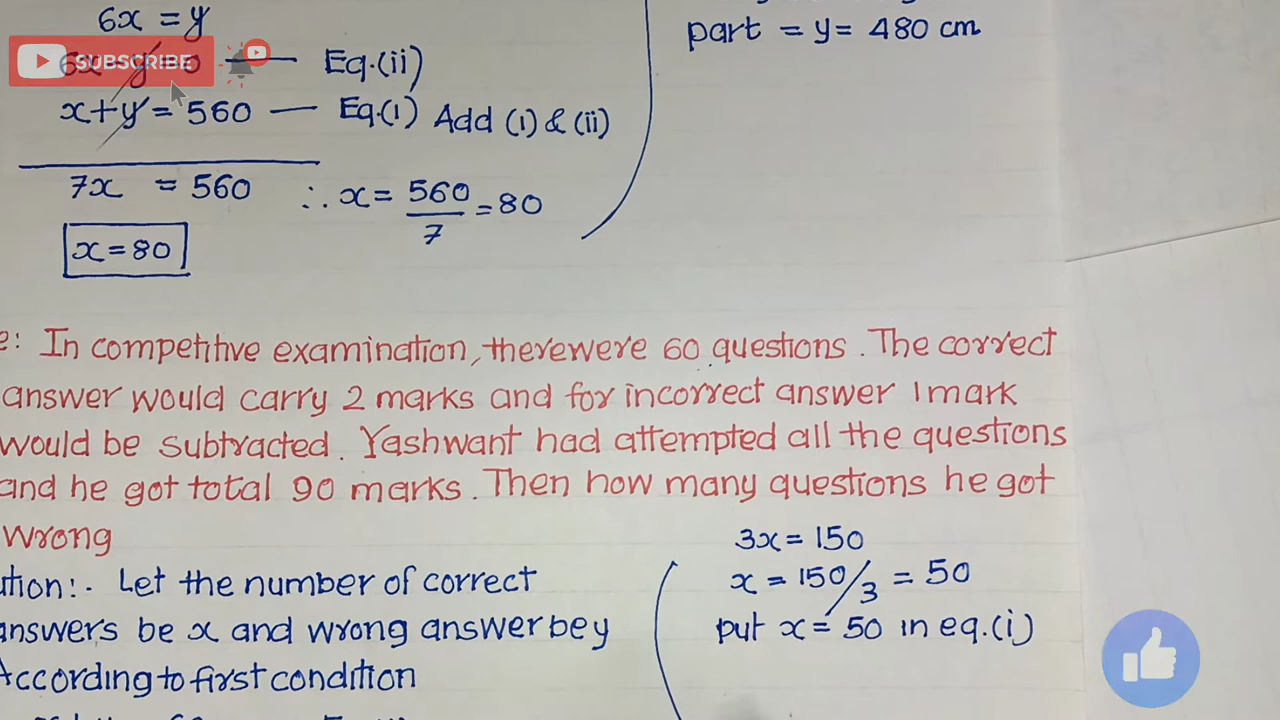 6x = y
SUBSCRIBE
Eq.(ii)
x+y = 560 — Eq.(i) Add (i) & (ii)
7x = 560 ∴ x = 560/7 = 80
x = 80
part = y = 480 cm
e: In competitive examination, therewere 60 questions. The correct
answer would carry 2 marks and for incorrect answer 1 mark
would be subtracted. Yashwant had attempted all the questions
and he got total 90 marks. Then how many questions he got
wrong
ution:- Let the number of correct
answers be x and wrong answer be y
According to first condition
3x = 150
x = 150/3 = 50
put x = 50 in eq.(i)